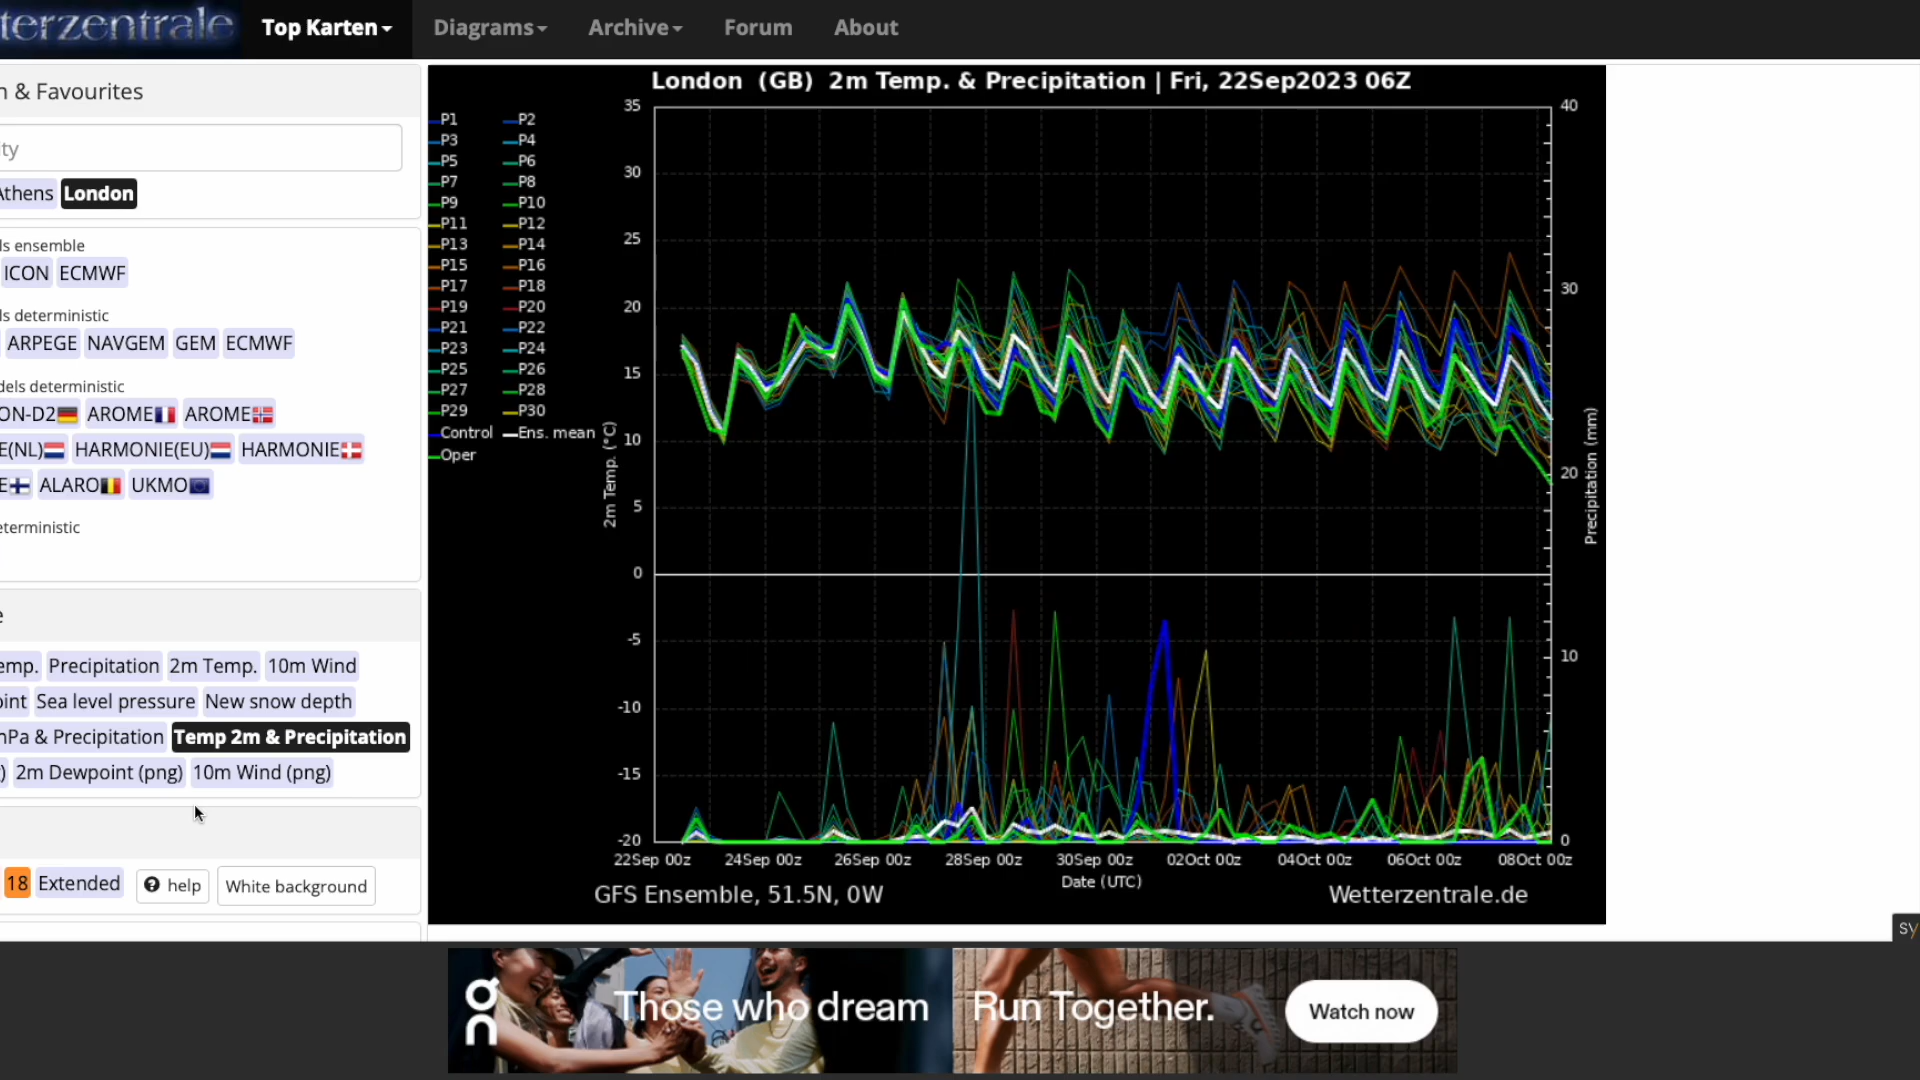 terzentrale
Top Karten
Diagrams
Archive
Forum
About
n & Favourites
ity
Athens London
ls ensemble
ICON ECMWF
ls deterministic
ARPEGE NAVGEM GEM ECMWF
dels deterministic
ON-D2 AROME AROME
E(NL) HARMONIE(EU) HARMONIE
E ALARO UKMO
eterministic
e
emp. Precipitation 2m Temp. 10m Wind
oint Sea level pressure New snow depth
hPa & Precipitation Temp 2m & Precipitation
) 2m Dewpoint (png) 10m Wind (png)
18 Extended
? help
White background
London (GB) 2m Temp. & Precipitation | Fri, 22Sep2023 06Z
P1 P2
P3 P4
P5 P6
P7 P8
P9 P10
P11 P12
P13 P14
P15 P16
P17 P18
P19 P20
P21 P22
P23 P24
P25 P26
P27 P28
P29 P30
Control Ens. mean
Oper
2m Temp. (°C)
35
30
25
20
15
10
5
0
-5
-10
-15
-20
40
30
20
10
0
Precipitation (mm)
22Sep 00z 24Sep 00z 26Sep 00z 28Sep 00z 30Sep 00z 02Oct 00z 04Oct 00z 06Oct 00z 08Oct 00z
Date (UTC)
GFS Ensemble, 51.5N, 0W
Wetterzentrale.de
sy
on
Those who dream
Run Together.
Watch now